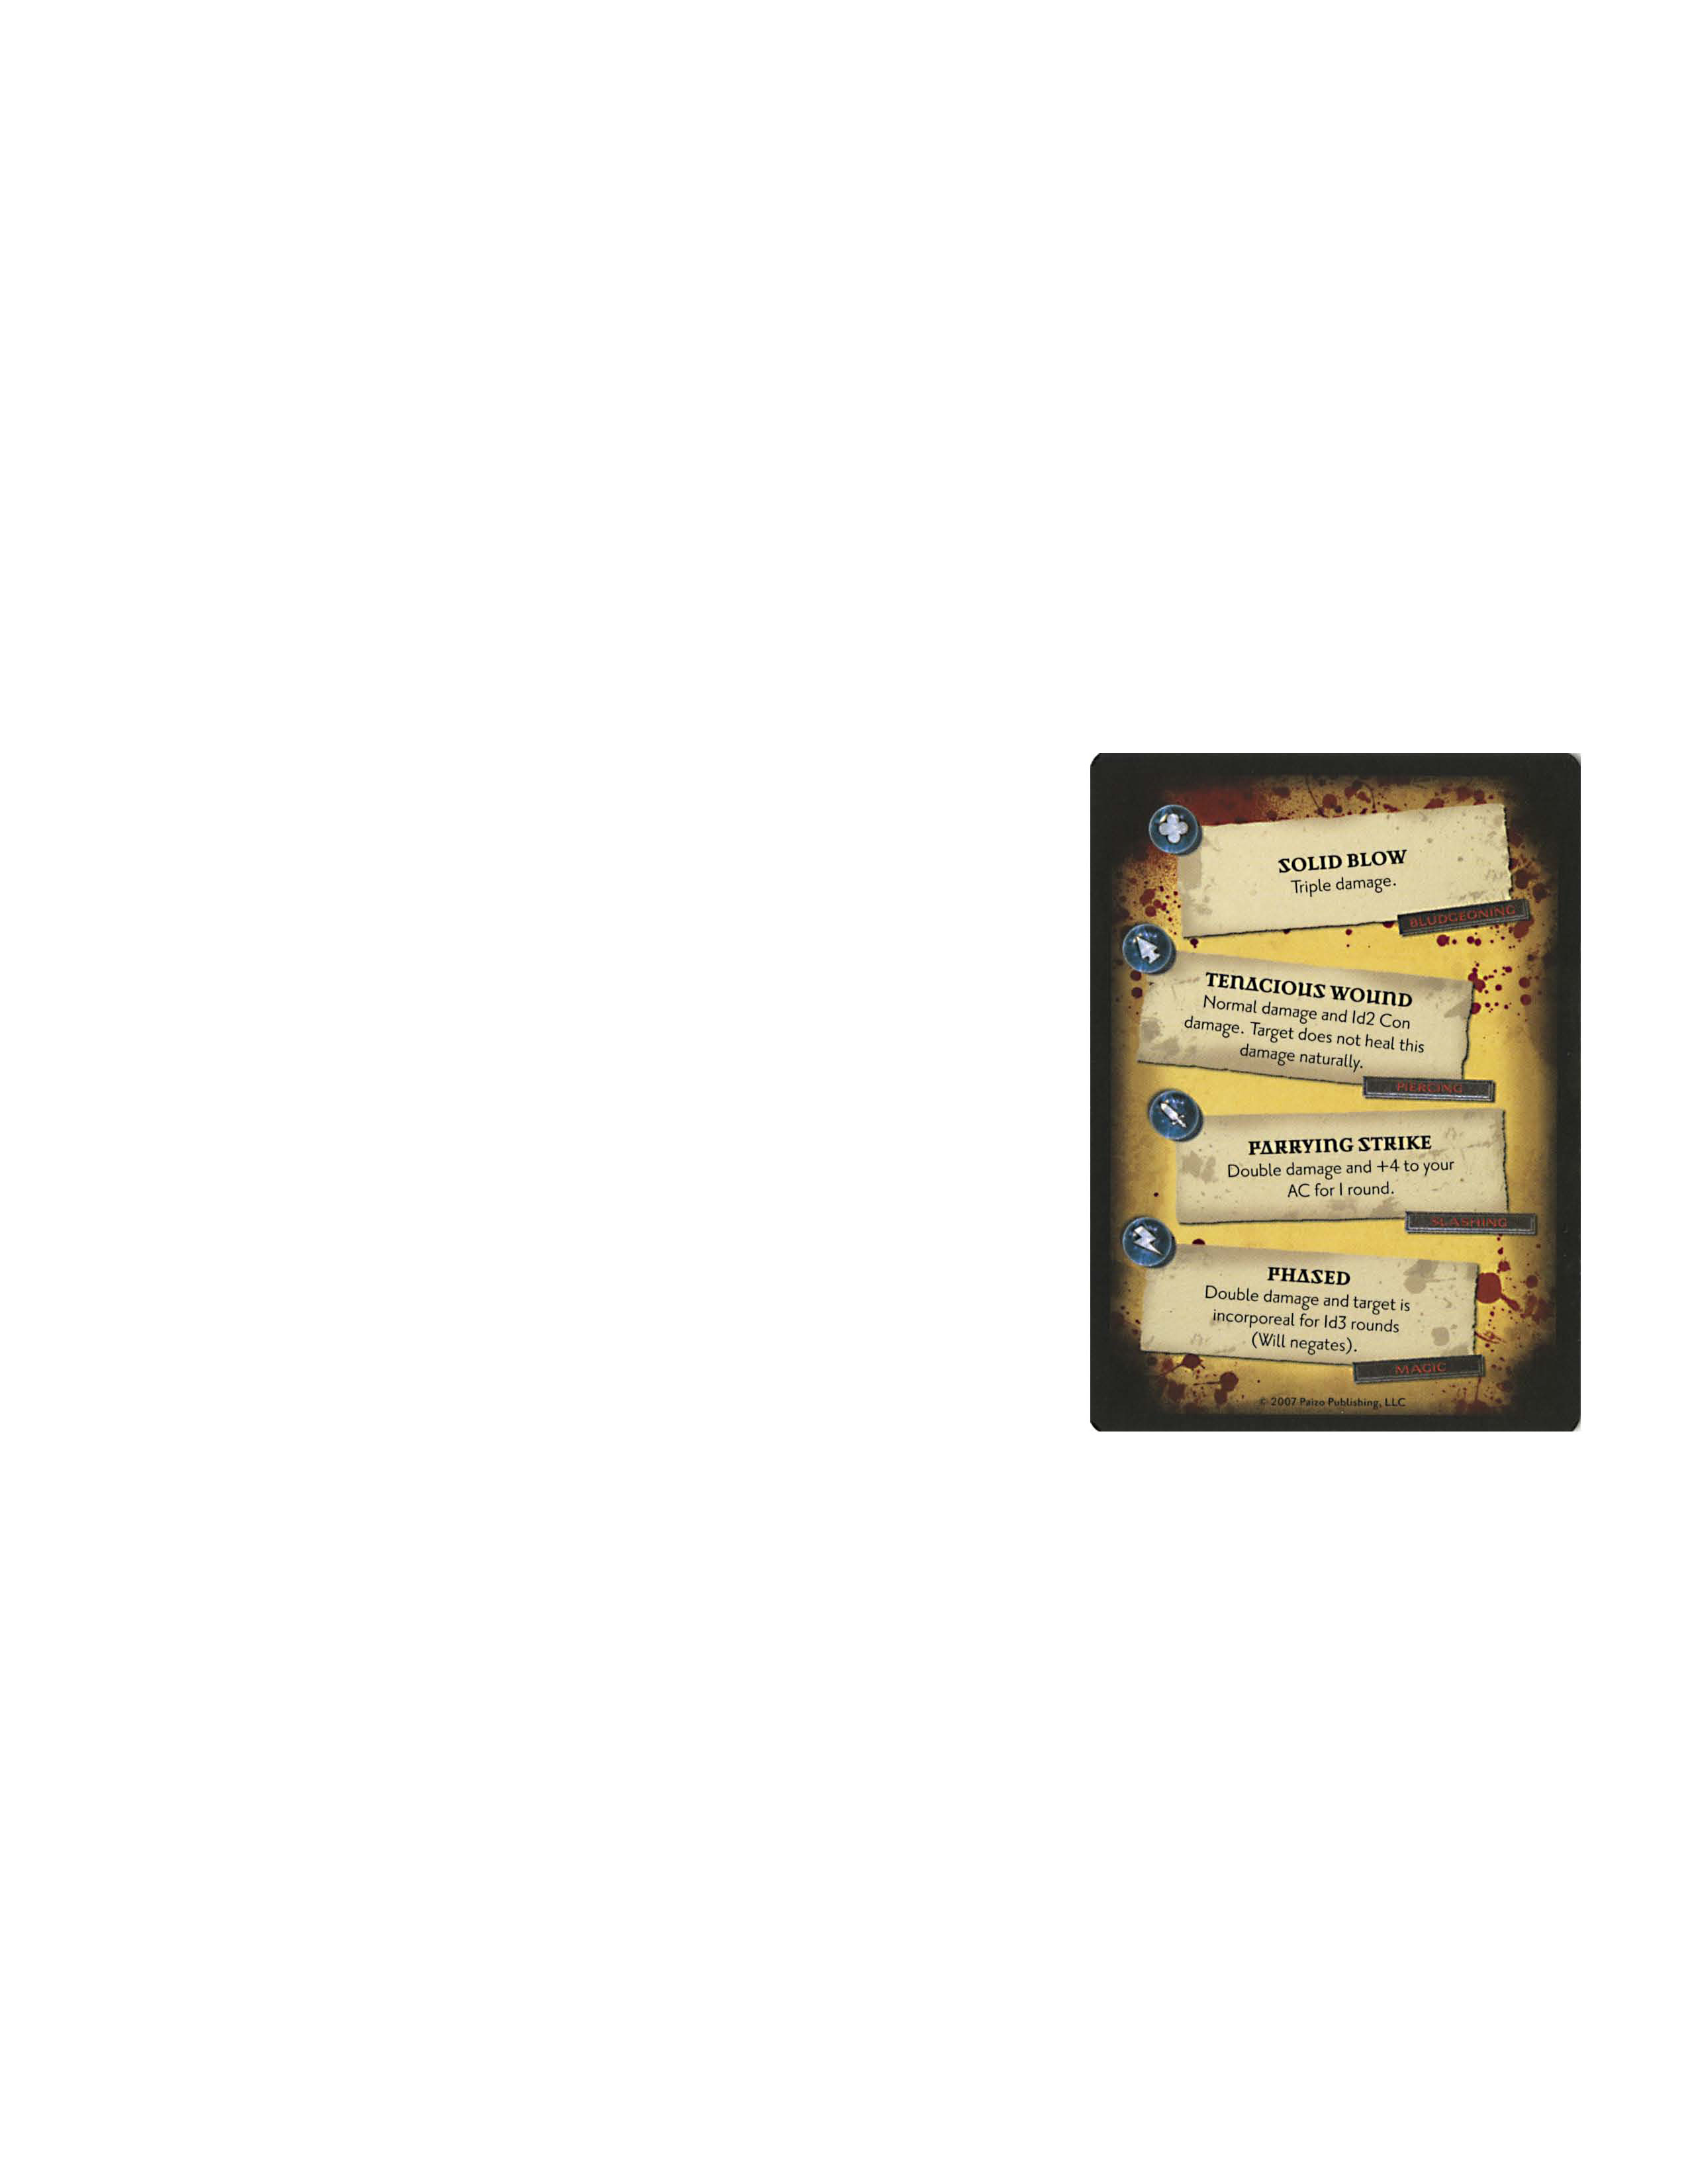 SOLID BLOW
Triple damage.
BLUDGEONING
TENACIOUS WOUND
Normal damage and 1d2 Con
damage. Target does not heal this
damage naturally.
PIERCING
PARRYING STRIKE
Double damage and +4 to your
AC for 1 round.
SLASHING
PHASED
Double damage and target is
incorporeal for 1d3 rounds
(Will negates).
MAGIC
© 2007 Paizo Publishing, LLC